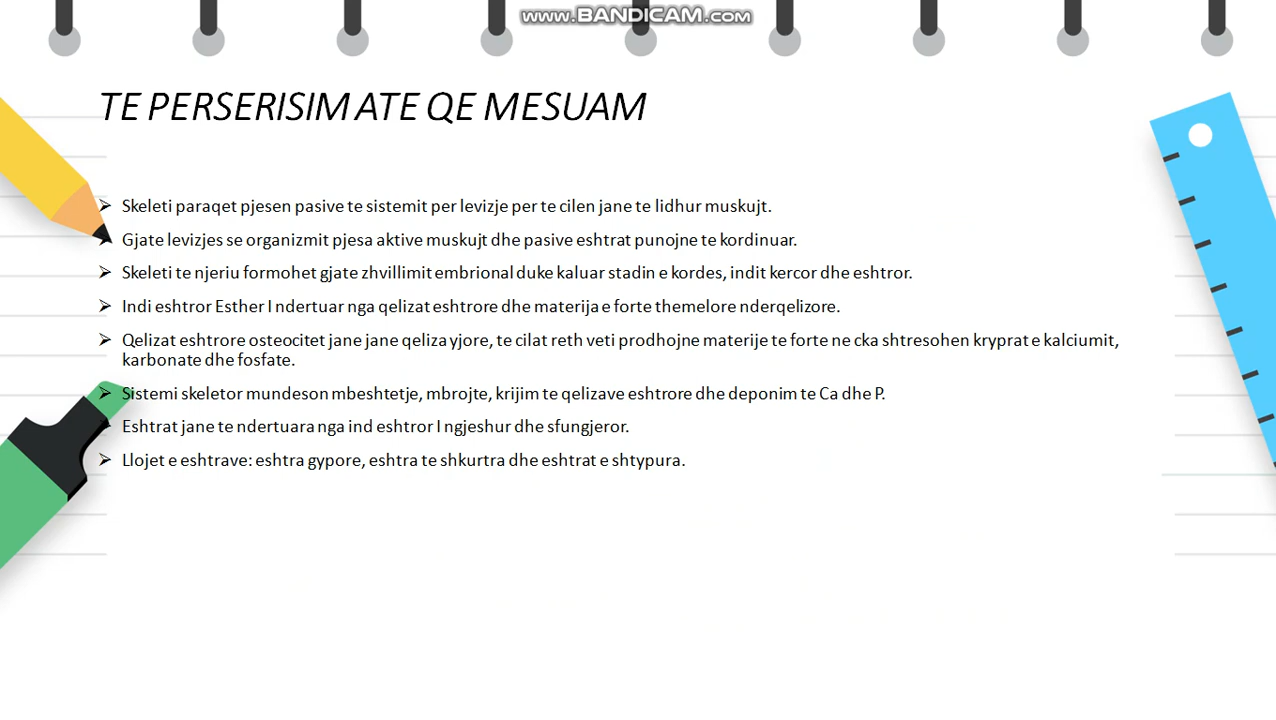 www.BANDICAM.com
TE PERSERISIM ATE QE MESUAM
Skeleti paraqet pjesen pasive te sistemit per levizje per te cilen jane te lidhur muskujt.
Gjate levizjes se organizmit pjesa aktive muskujt dhe pasive eshtrat punojne te kordinuar.
Skeleti te njeriu formohet gjate zhvillimit embrional duke kaluar stadin e kordes, indit kercor dhe eshtror.
Indi eshtror Esther I ndertuar nga qelizat eshtrore dhe materija e forte themelore nderqelizore.
Qelizat eshtrore osteocitet jane jane qeliza yjore, te cilat reth veti prodhojne materije te forte ne cka shtresohen kryprat e kalciumit,
karbonate dhe fosfate.
Sistemi skeletor mundeson mbeshtetje, mbrojte, krijim te qelizave eshtrore dhe deponim te Ca dhe P.
Eshtrat jane te ndertuara nga ind eshtror I ngjeshur dhe sfungjeror.
Llojet e eshtrave: eshtra gypore, eshtra te shkurtra dhe eshtrat e shtypura.